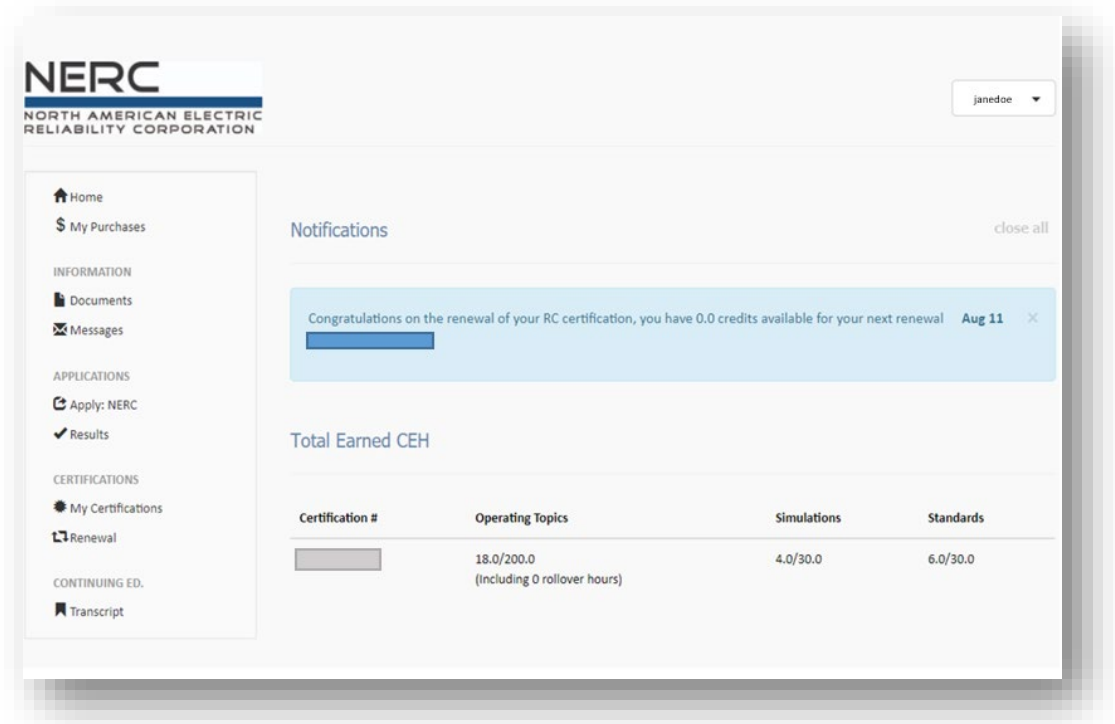 NERC
NORTH AMERICAN ELECTRIC
RELIABILITY CORPORATION
janedoe
Home
$ My Purchases
INFORMATION
Documents
Messages
APPLICATIONS
Apply: NERC
Results
CERTIFICATIONS
My Certifications
Renewal
CONTINUING ED.
Transcript
Notifications
close all
Congratulations on the renewal of your RC certification, you have 0.0 credits available for your next renewal Aug 11 ×
Total Earned CEH
Certification # Operating Topics Simulations Standards
18.0/200.0 4.0/30.0 6.0/30.0
(Including 0 rollover hours)